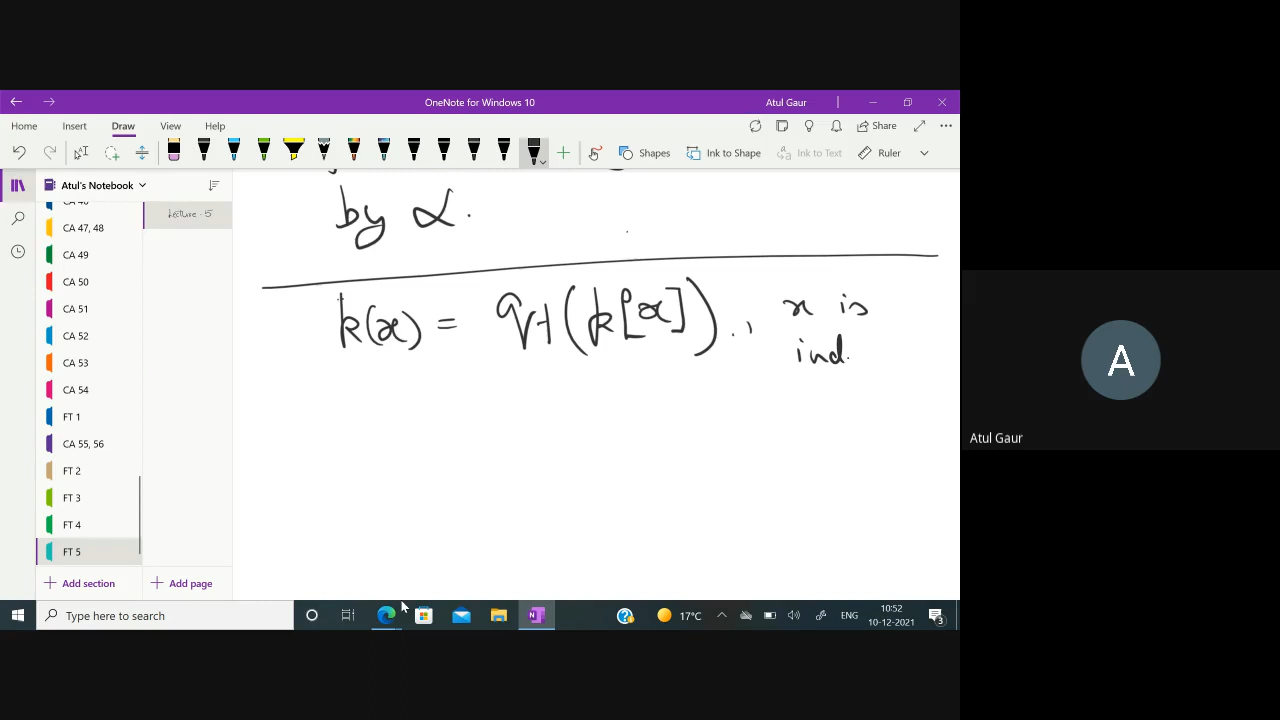 OneNote for Windows 10
Atul Gaur
Home Insert Draw View Help
Share
Shapes Ink to Shape Ink to Text Ruler
Atul's Notebook
Lecture - 5
CA 47, 48
CA 49
CA 50
CA 51
CA 52
CA 53
CA 54
FT 1
CA 55, 56
FT 2
FT 3
FT 4
FT 5
Add section
Add page
by α.
k(x) = qt(k[x]), x is
ind.
A
Atul Gaur
Type here to search
17°C
ENG
10:52
10-12-2021
3